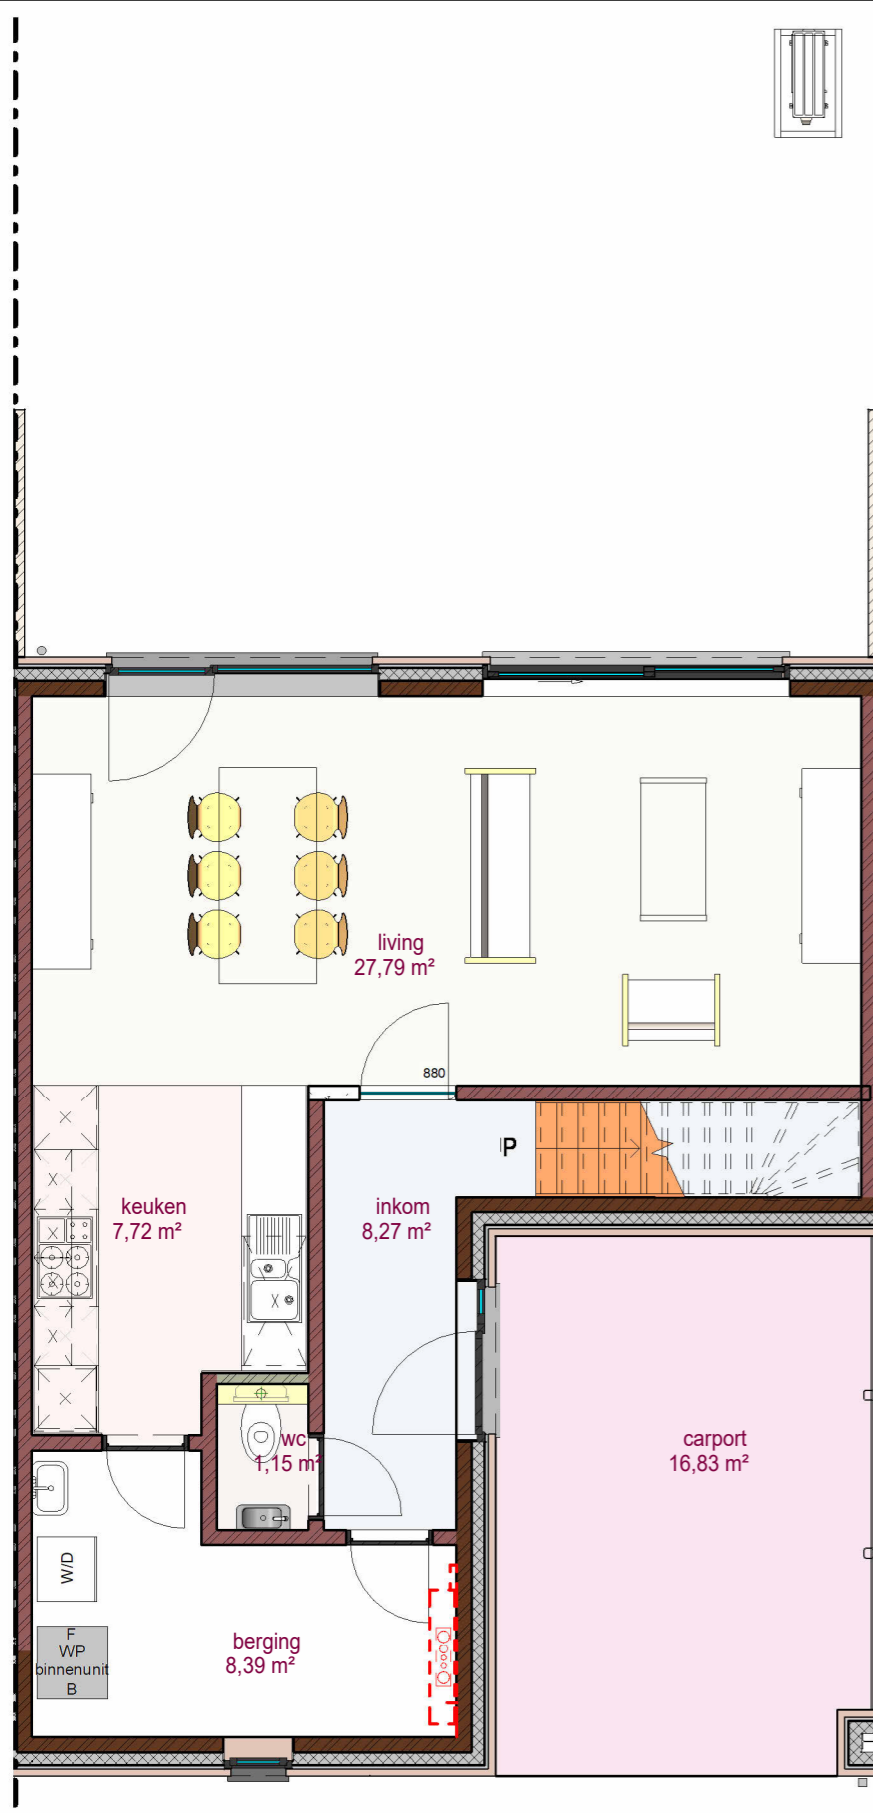 living
27,79 m²
880
P
keuken
7,72 m²
inkom
8,27 m²
wc
1,15 m²
carport
16,83 m²
W/D
F
WP
binnenunit
B
berging
8,39 m²